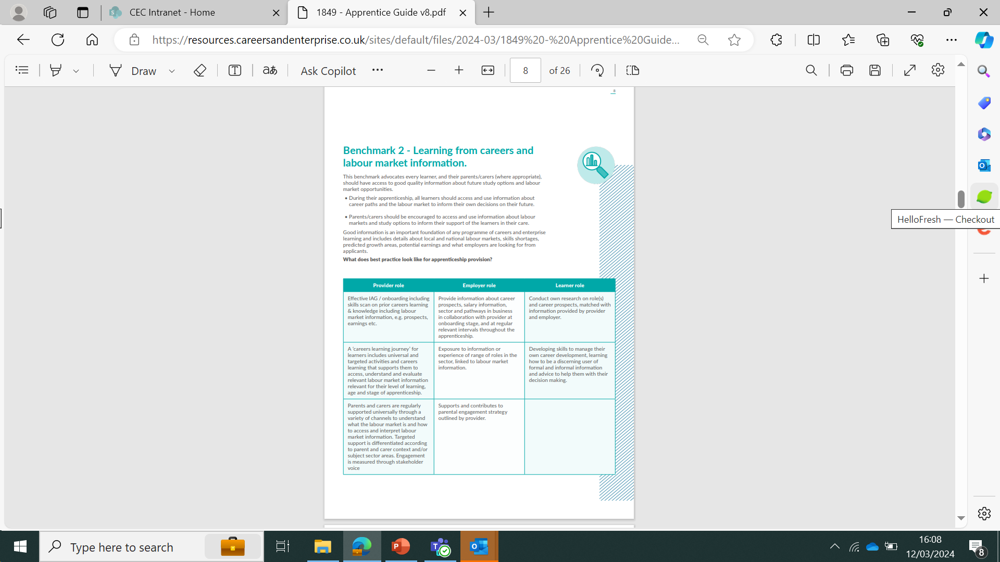 CEC Intranet - Home
1849 - Apprentice Guide v8.pdf
https://resources.careersandenterprise.co.uk/sites/default/files/2024-03/1849%20-%20Apprentice%20Guide...
Draw
aあ
Ask Copilot
8
of 26
8
Benchmark 2 - Learning from careers and
labour market information.
This benchmark advocates every learner, and their parents/carers (where appropriate),
should have access to good quality information about future study options and labour
market opportunities.
• During their apprenticeship, all learners should access and use information about
career paths and the labour market to inform their own decisions on their future.
• Parents/carers should be encouraged to access and use information about labour
markets and study options to inform their support of the learners in their care.
Good information is an important foundation of any programme of careers and enterprise
learning and includes details about local and national labour markets, skills shortages,
predicted growth areas, potential earnings and what employers are looking for from
applicants.
What does best practice look like for apprenticeship provision?
Provider role
Employer role
Learner role
Effective IAG / onboarding including
skills scan on prior careers learning
& knowledge including labour
market information, e.g. prospects,
earnings etc.
Provide information about career
prospects, salary information,
sector and pathways in business
in collaboration with provider at
onboarding stage, and at regular
relevant intervals throughout the
apprenticeship.
Conduct own research on role(s)
and career prospects, matched with
information provided by provider
and employer.
A 'careers learning journey' for
learners includes universal and
targeted activities and careers
learning that supports them to
access, understand and evaluate
relevant labour market information
relevant for their level of learning,
age and stage of apprenticeship.
Exposure to information or
experience of range of roles in the
sector, linked to labour market
information.
Developing skills to manage their
own career development, learning
how to be a discerning user of
formal and informal information
and advice to help them with their
decision making.
Parents and carers are regularly
supported universally through a
variety of channels to understand
what the labour market is and how
to access and interpret labour
market information. Targeted
support is differentiated according
to parent and carer context and/or
subject sector areas. Engagement
is measured through stakeholder
voice
Supports and contributes to
parental engagement strategy
outlined by provider.
HelloFresh — Checkout
Type here to search
16:08
12/03/2024
8